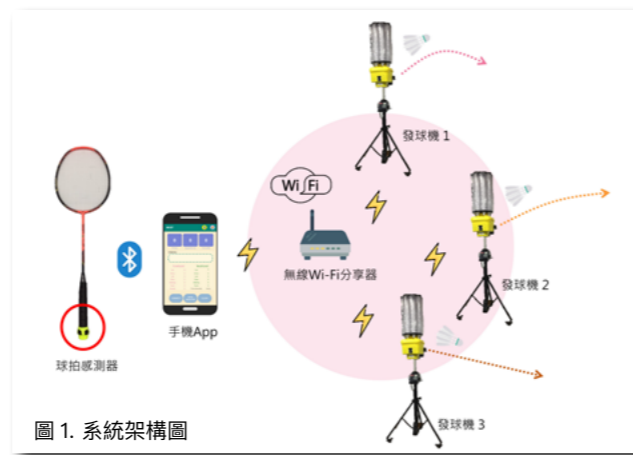 發球機 1
Wi Fi
無線Wi-Fi分享器
發球機 2
手機App
球拍感測器
發球機 3
圖 1. 系統架構圖